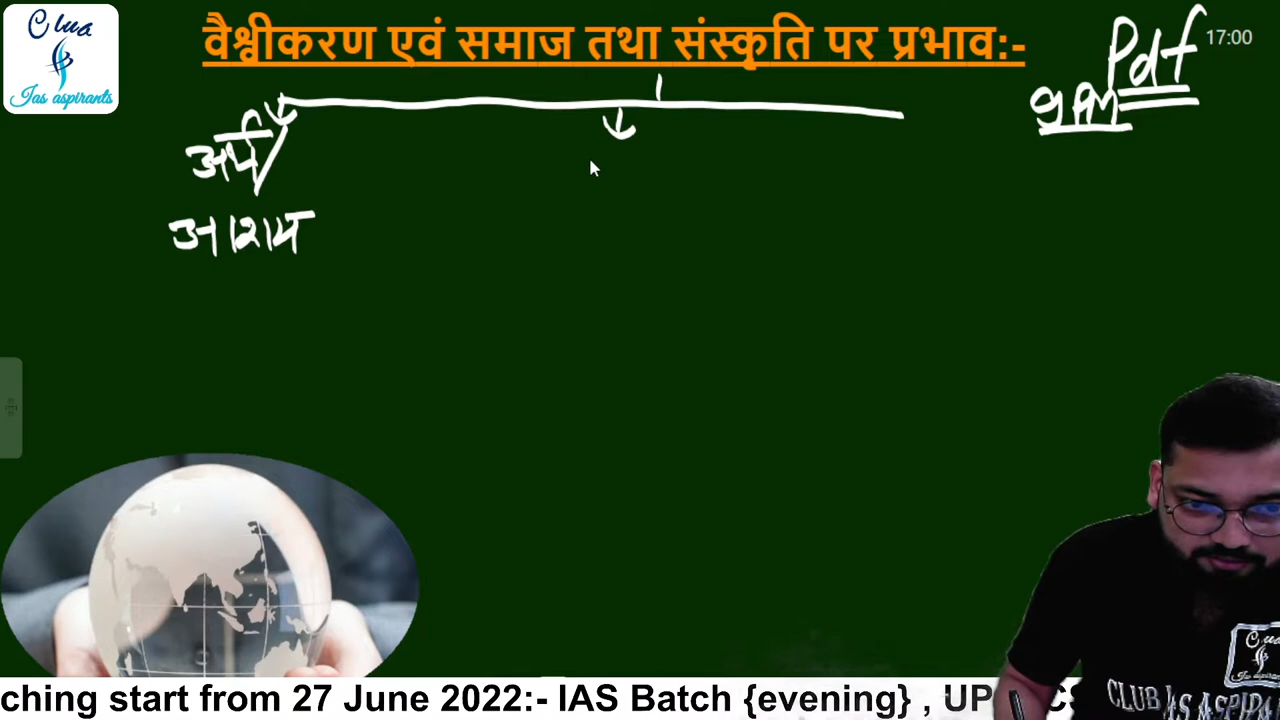 Clua
Ias aspirants
वैश्वीकरण एवं समाज तथा संस्कृति पर प्रभाव:-
Pdf
17:00
अर्थ/
आशय
CLUB IAS ASPIRA
ching start from 27 June 2022:- IAS Batch {evening} , UP